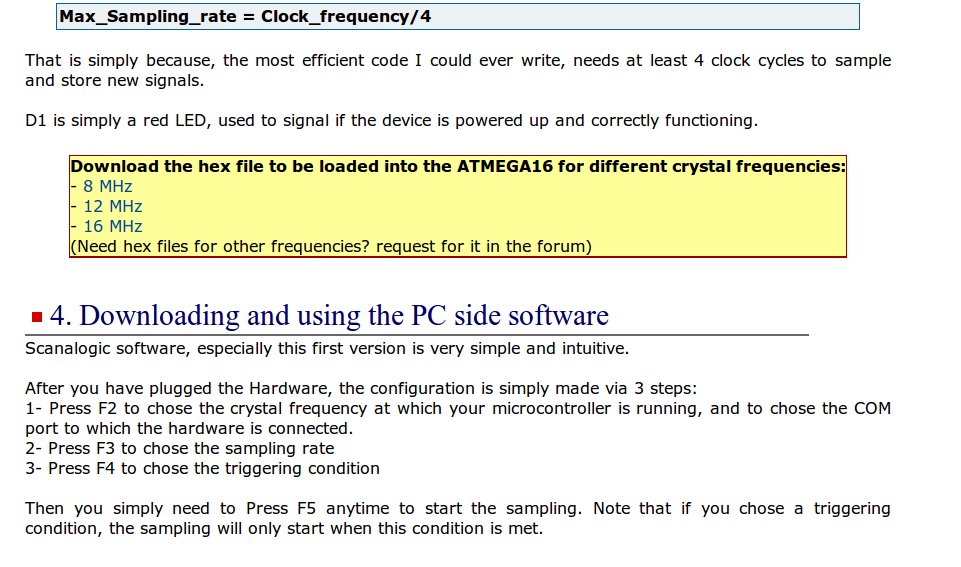 Max_Sampling_rate = Clock_frequency/4
That is simply because, the most efficient code I could ever write, needs at least 4 clock cycles to sample
and store new signals.
D1 is simply a red LED, used to signal if the device is powered up and correctly functioning.
Download the hex file to be loaded into the ATMEGA16 for different crystal frequencies:
- 8 MHz
- 12 MHz
- 16 MHz
(Need hex files for other frequencies? request for it in the forum)
4. Downloading and using the PC side software
Scanalogic software, especially this first version is very simple and intuitive.
After you have plugged the Hardware, the configuration is simply made via 3 steps:
1- Press F2 to chose the crystal frequency at which your microcontroller is running, and to chose the COM
port to which the hardware is connected.
2- Press F3 to chose the sampling rate
3- Press F4 to chose the triggering condition
Then you simply need to Press F5 anytime to start the sampling. Note that if you chose a triggering
condition, the sampling will only start when this condition is met.